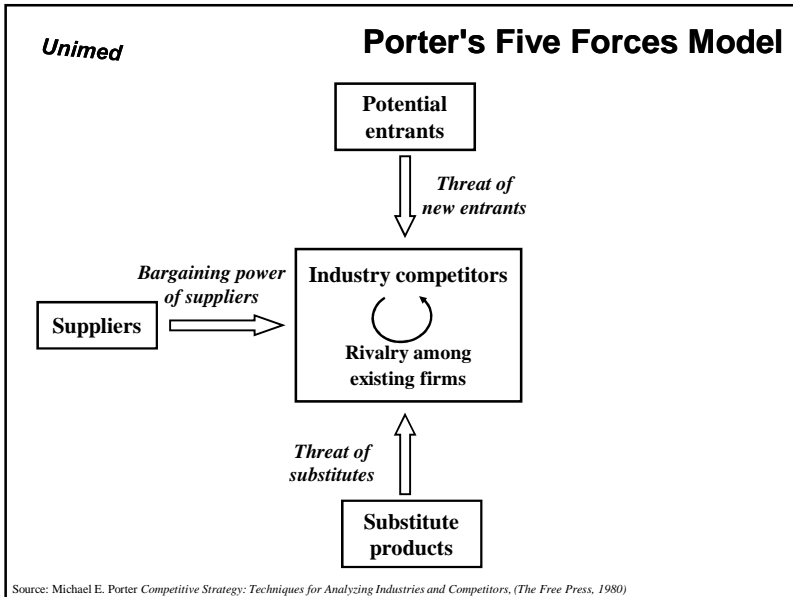 Unimed
Porter's Five Forces Model
Potential
entrants
Threat of
new entrants
Bargaining power
of suppliers
Suppliers
Industry competitors
Rivalry among
existing firms
Threat of
substitutes
Substitute
products
Source: Michael E. Porter Competitive Strategy: Techniques for Analyzing Industries and Competitors, (The Free Press, 1980)